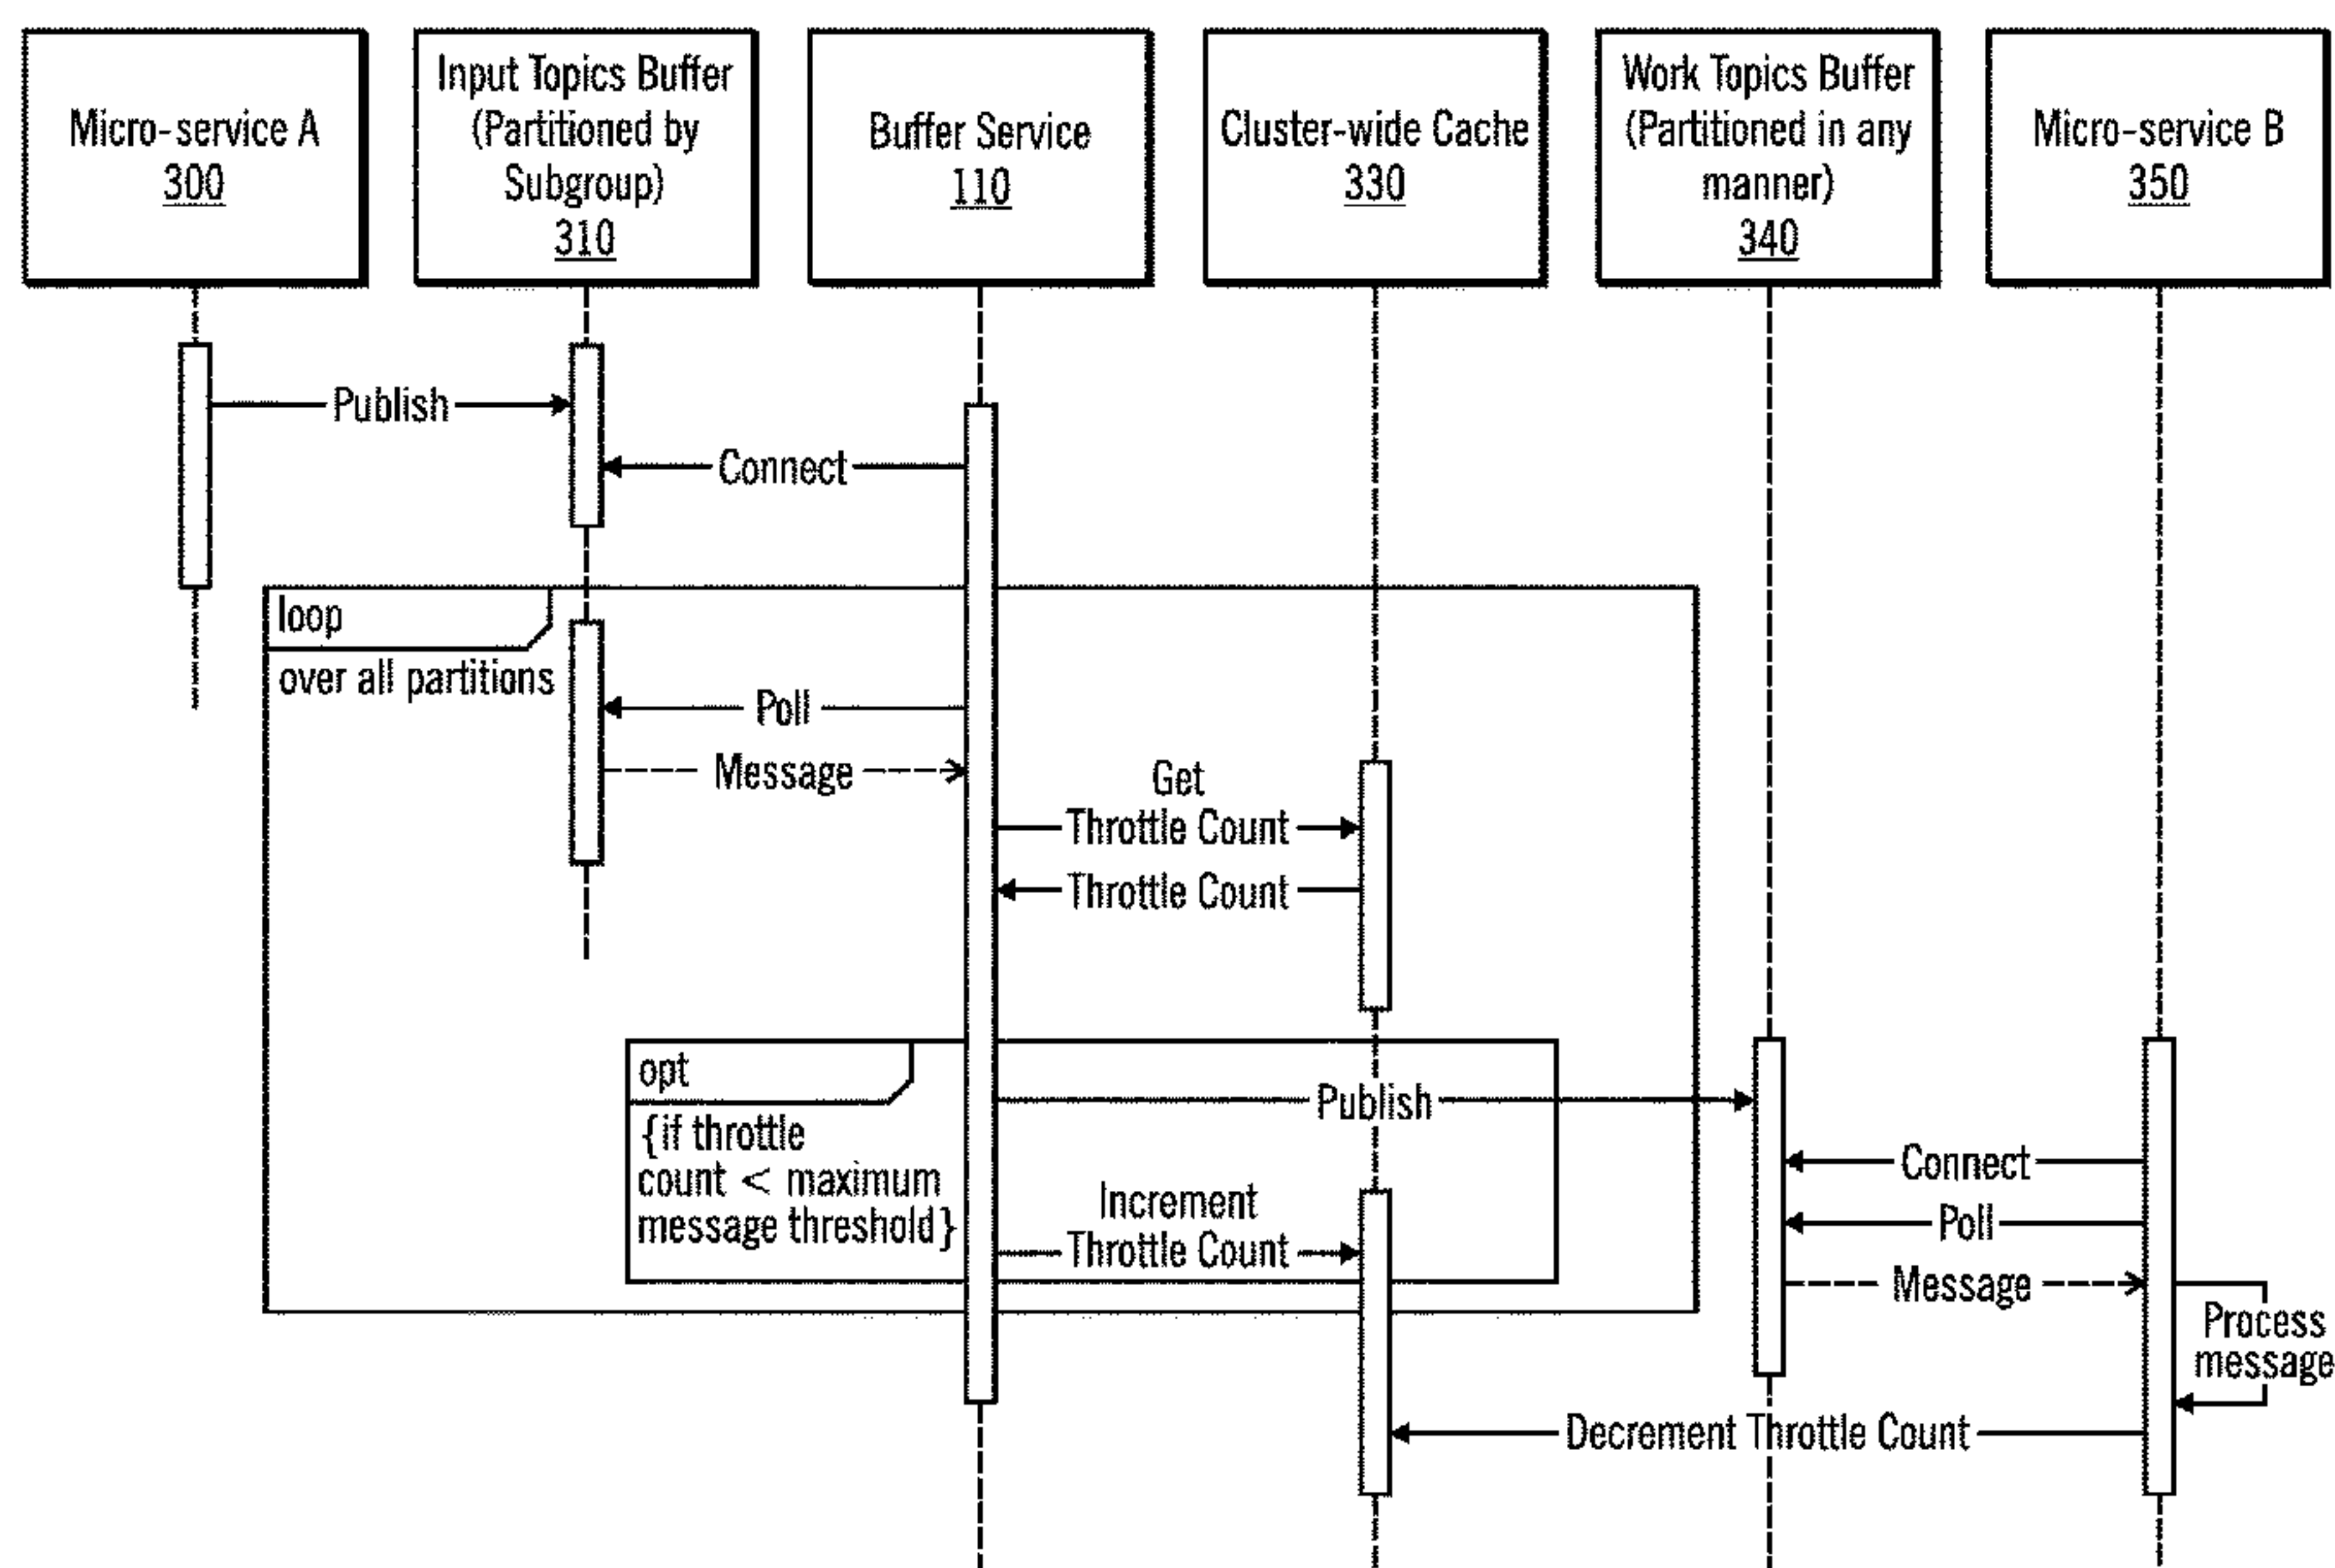 Micro-service A
300
Input Topics Buffer
(Partitioned by
Subgroup)
310
Buffer Service
110
Cluster-wide Cache
330
Work Topics Buffer
(Partitioned in any
manner)
340
Micro-service B
350
Publish
Connect
loop
over all partitions
Poll
Message
Get
Throttle Count
Throttle Count
opt
{if throttle
count < maximum
message threshold}
Publish
Increment
Throttle Count
Connect
Poll
Message
Process
message
Decrement Throttle Count